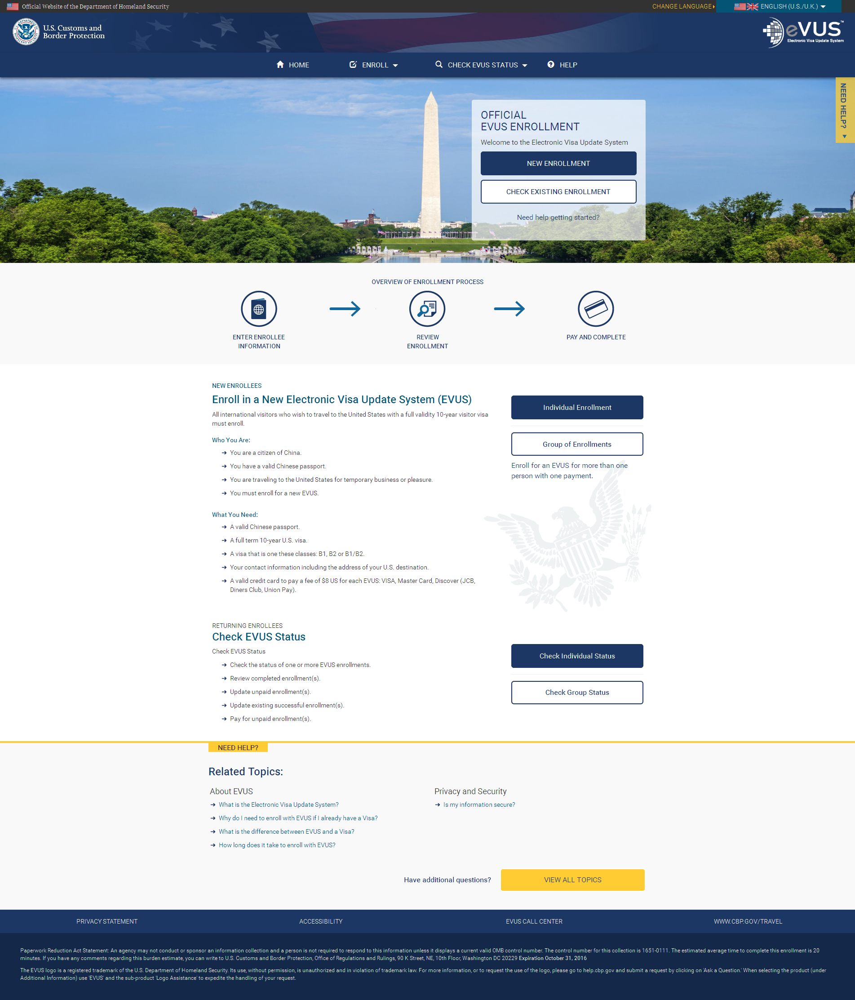 Official Website of the Department of Homeland Security
CHANGE LANGUAGE
ENGLISH (U.S./U.K.)
U.S. Customs and
Border Protection
eVUS™
Electronic Visa Update System
HOME
ENROLL
CHECK EVUS STATUS
HELP
NEED HELP?
OFFICIAL
EVUS ENROLLMENT
Welcome to the Electronic Visa Update System
NEW ENROLLMENT
CHECK EXISTING ENROLLMENT
Need help getting started?
OVERVIEW OF ENROLLMENT PROCESS
ENTER ENROLLEE
INFORMATION
REVIEW
ENROLLMENT
PAY AND COMPLETE
NEW ENROLLEES
Enroll in a New Electronic Visa Update System (EVUS)
All international visitors who wish to travel to the United States with a full validity 10-year visitor visa
must enroll.
Who You Are:
You are a citizen of China.
You have a valid Chinese passport.
You are traveling to the United States for temporary business or pleasure.
You must enroll for a new EVUS.
What You Need:
A valid Chinese passport.
A full term 10-year U.S. visa.
A visa that is one these classes: B1, B2 or B1/B2.
Your contact information including the address of your U.S. destination.
A valid credit card to pay a fee of $8 US for each EVUS: VISA, Master Card, Discover (JCB,
Diners Club, Union Pay).
Individual Enrollment
Group of Enrollments
Enroll for an EVUS for more than one
person with one payment.
RETURNING ENROLLEES
Check EVUS Status
Check EVUS Status
Check the status of one or more EVUS enrollments.
Review completed enrollment(s).
Update unpaid enrollment(s).
Update existing successful enrollment(s).
Pay for unpaid enrollment(s).
Check Individual Status
Check Group Status
NEED HELP?
Related Topics:
About EVUS
What is the Electronic Visa Update System?
Why do I need to enroll with EVUS if I already have a Visa?
What is the difference between EVUS and a Visa?
How long does it take to enroll with EVUS?
Privacy and Security
Is my information secure?
Have additional questions?
VIEW ALL TOPICS
PRIVACY STATEMENT
ACCESSIBILITY
EVUS CALL CENTER
WWW.CBP.GOV/TRAVEL
Paperwork Reduction Act Statement: An agency may not conduct or sponsor an information collection and a person is not required to respond to this information unless it displays a current valid OMB control number. The control number for this collection is 1651-0111. The estimated average time to complete this enrollment is 20
minutes. If you have any comments regarding this burden estimate, you can write to U.S. Customs and Border Protection, Office of Regulations and Rulings, 90 K Street, NE, 10th Floor, Washington DC 20229 Expiration October 31, 2016
The EVUS logo is a registered trademark of the U.S. Department of Homeland Security. Its use, without permission, is unauthorized and in violation of trademark law. For more information, or to request the use of the logo, please go to help.cbp.gov and submit a request by clicking on 'Ask a Question.' When selecting the product (under
Additional Information) use 'EVUS' and the sub-product 'Logo Assistance' to expedite the handling of your request.